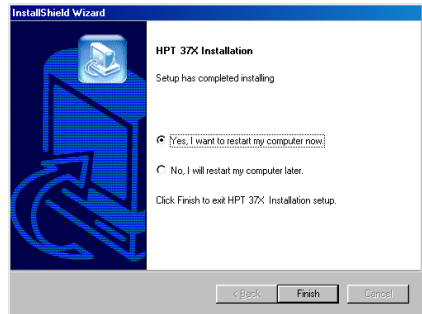 InstallShield Wizard
HPT 37X Installation
Setup has completed installing
Yes, I want to restart my computer now.
No, I will restart my computer later.
Click Finish to exit HPT 37X Installation setup.
< Back Finish Cancel